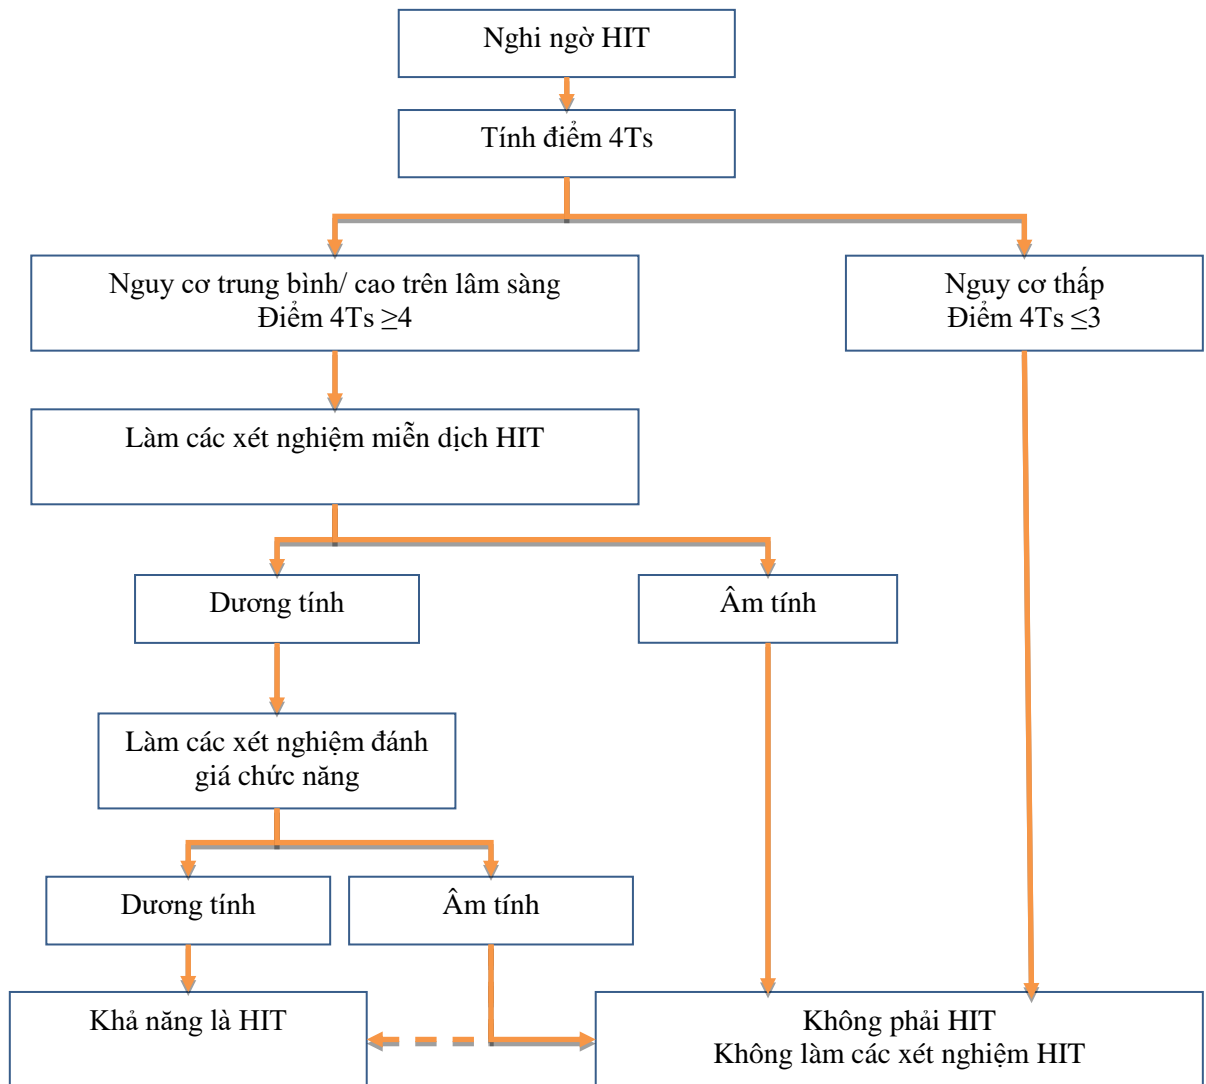 Nghi ngờ HIT
Tính điểm 4Ts
Nguy cơ trung bình/ cao trên lâm sàng
Điểm 4Ts ≥4
Nguy cơ thấp
Điểm 4Ts ≤3
Làm các xét nghiệm miễn dịch HIT
Dương tính
Âm tính
Làm các xét nghiệm đánh
giá chức năng
Dương tính
Âm tính
Khả năng là HIT
Không phải HIT
Không làm các xét nghiệm HIT